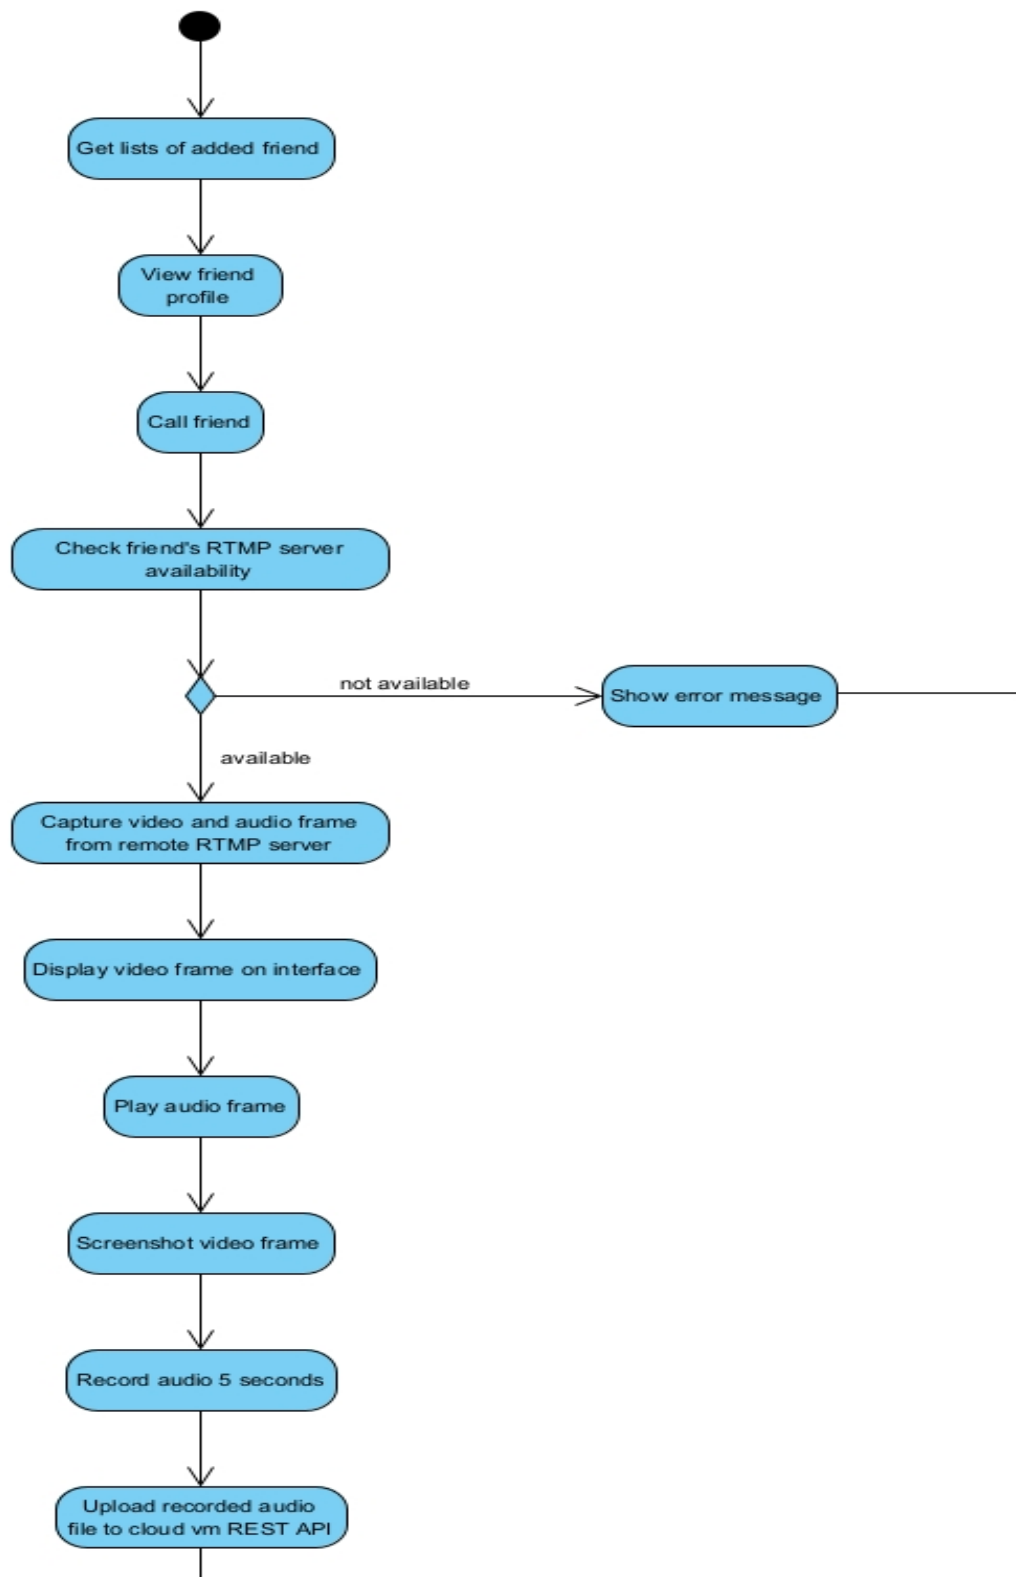 Get lists of added friend
View friend
profile
Call friend
Check friend's RTMP server
availability
not available
Show error message
available
Capture video and audio frame
from remote RTMP server
Display video frame on interface
Play audio frame
Screenshot video frame
Record audio 5 seconds
Upload recorded audio
file to cloud vm REST API